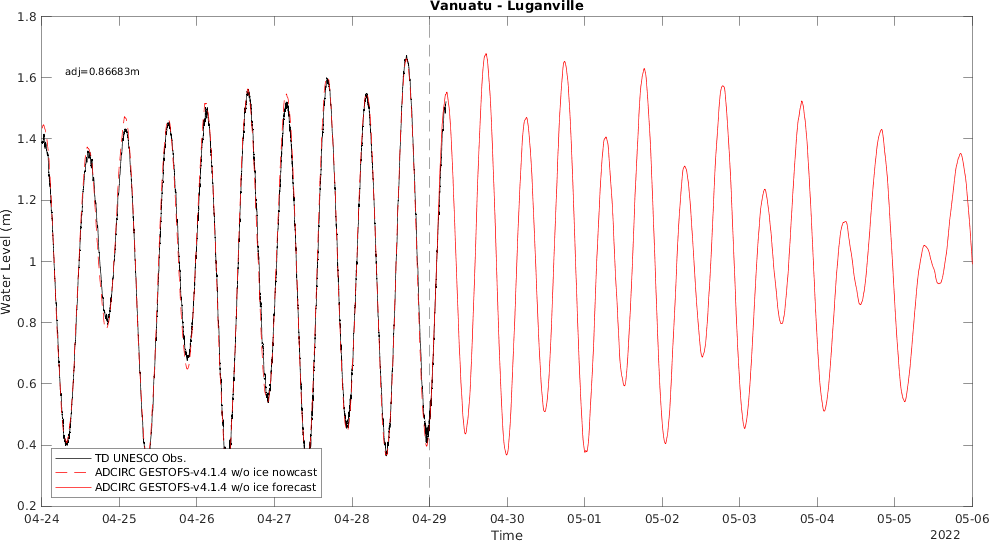 Vanuatu - Luganville
adj=0.86683m
Water Level (m)
1.8
1.6
1.4
1.2
1
0.8
0.6
0.4
0.2
TD UNESCO Obs.
ADCIRC GESTOFS-v4.1.4 w/o ice nowcast
ADCIRC GESTOFS-v4.1.4 w/o ice forecast
04-24 04-25 04-26 04-27 04-28 04-29 04-30 05-01 05-02 05-03 05-04 05-05 05-06
Time
2022